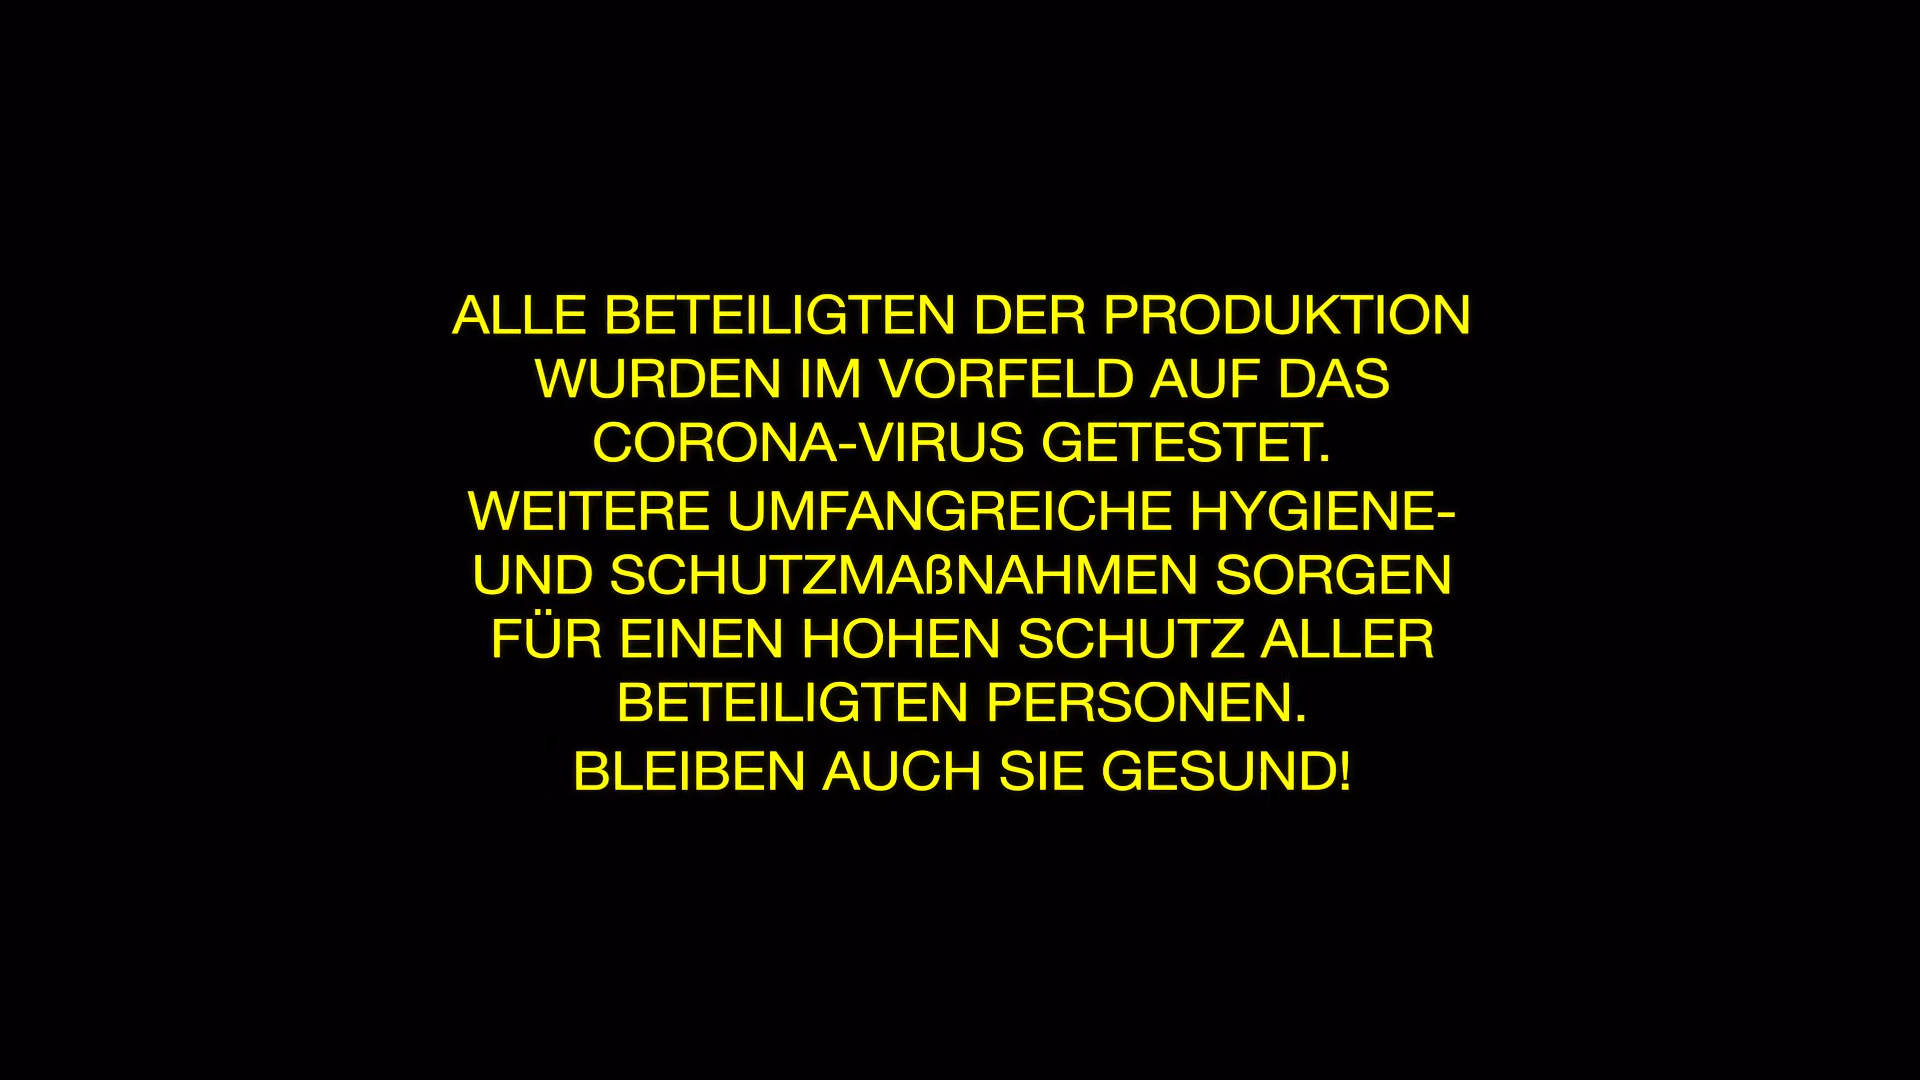 ALLE BETEILIGTEN DER PRODUKTION
WURDEN IM VORFELD AUF DAS
CORONA-VIRUS GETESTET.
WEITERE UMFANGREICHE HYGIENE-
UND SCHUTZMAßNAHMEN SORGEN
FÜR EINEN HOHEN SCHUTZ ALLER
BETEILIGTEN PERSONEN.
BLEIBEN AUCH SIE GESUND!